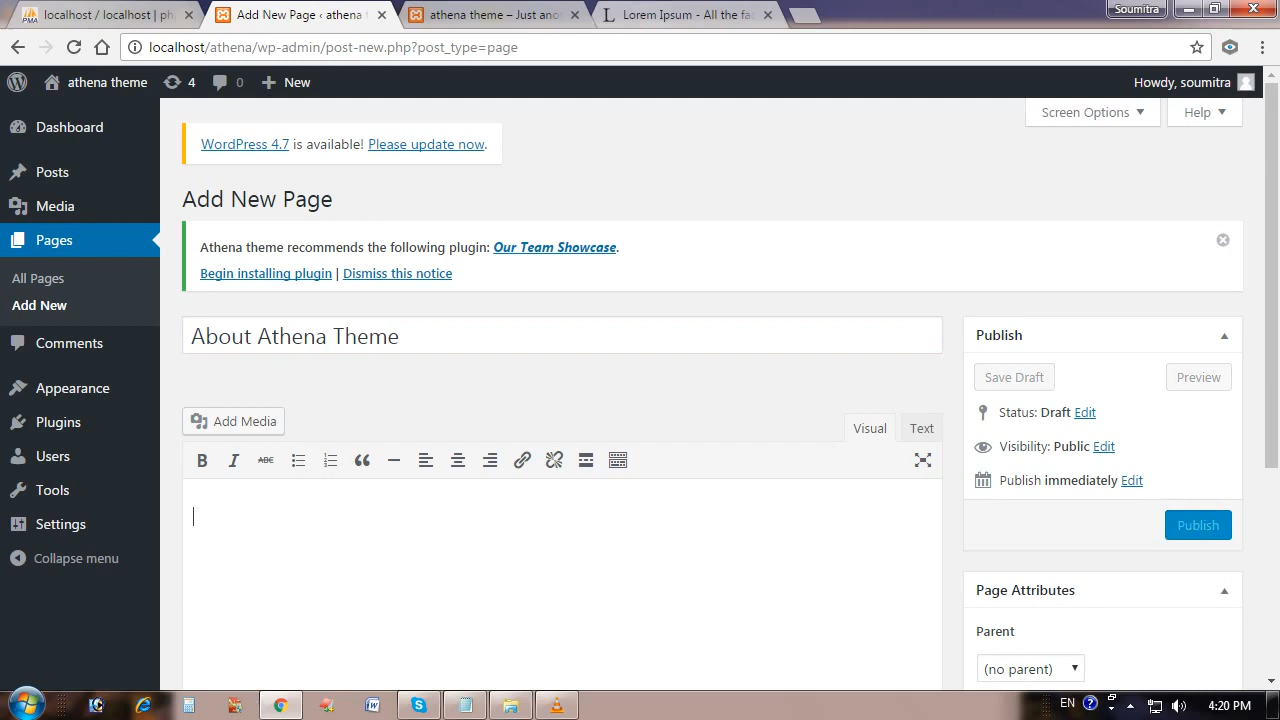 localhost / localhost | ph
Add New Page ‹ athena t
athena theme – Just an
Lorem Ipsum - All the fa
Soumitra
localhost/athena/wp-admin/post-new.php?post_type=page
athena theme
4
0
New
Howdy, soumitra
Dashboard
Posts
Media
Pages
All Pages
Add New
Comments
Appearance
Plugins
Users
Tools
Settings
Collapse menu
Screen Options
Help
WordPress 4.7 is available! Please update now.
Add New Page
Athena theme recommends the following plugin: Our Team Showcase.
Begin installing plugin | Dismiss this notice
About Athena Theme
Add Media
Visual
Text
B I ABC
Publish
Save Draft
Preview
Status: Draft Edit
Visibility: Public Edit
Publish immediately Edit
Publish
Page Attributes
Parent
(no parent)
EN
4:20 PM